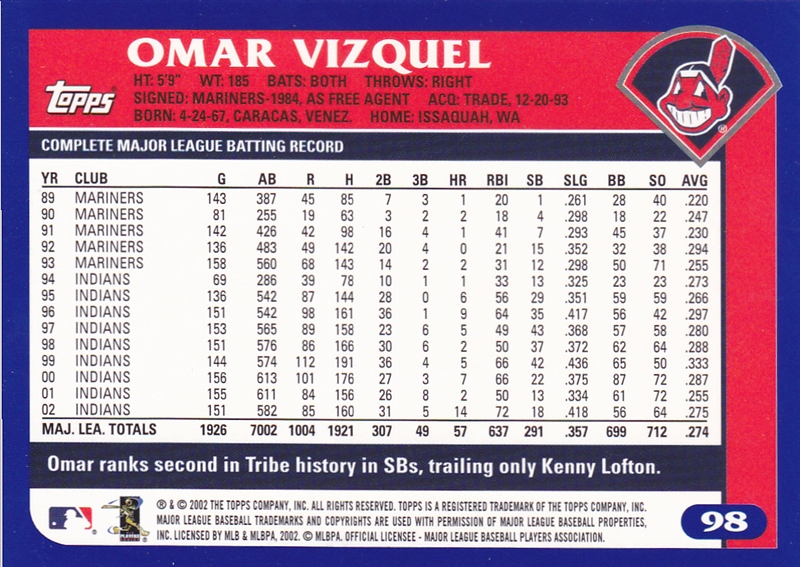 OMAR VIZQUEL
topps
HT: 5'9" WT: 185 BATS: BOTH THROWS: RIGHT
SIGNED: MARINERS-1984, AS FREE AGENT ACQ: TRADE, 12-20-93
BORN: 4-24-67, CARACAS, VENEZ. HOME: ISSAQUAH, WA
®
COMPLETE MAJOR LEAGUE BATTING RECORD
YR CLUB G AB R H 2B 3B HR RBI SB SLG BB SO AVG
89 MARINERS 143 387 45 85 7 3 1 20 1 .261 28 40 .220
90 MARINERS 81 255 19 63 3 2 2 18 4 .298 18 22 .247
91 MARINERS 142 426 42 98 16 4 1 41 7 .293 45 37 .230
92 MARINERS 136 483 49 142 20 4 0 21 15 .352 32 38 .294
93 MARINERS 158 560 68 143 14 2 2 31 12 .298 50 71 .255
94 INDIANS 69 286 39 78 10 1 1 33 13 .325 23 23 .273
95 INDIANS 136 542 87 144 28 0 6 56 29 .351 59 59 .266
96 INDIANS 151 542 98 161 36 1 9 64 35 .417 56 42 .297
97 INDIANS 153 565 89 158 23 6 5 49 43 .368 57 58 .280
98 INDIANS 151 576 86 166 30 6 2 50 37 .372 62 64 .288
99 INDIANS 144 574 112 191 36 4 5 66 42 .436 65 50 .333
00 INDIANS 156 613 101 176 27 3 7 66 22 .375 87 72 .287
01 INDIANS 155 611 84 156 26 8 2 50 13 .334 61 72 .255
02 INDIANS 151 582 85 160 31 5 14 72 18 .418 56 64 .275
MAJ. LEA. TOTALS 1926 7002 1004 1921 307 49 57 637 291 .357 699 712 .274
Omar ranks second in Tribe history in SBs, trailing only Kenny Lofton.
® & © 2002 THE TOPPS COMPANY, INC. ALL RIGHTS RESERVED. TOPPS IS A REGISTERED TRADEMARK OF THE TOPPS COMPANY, INC.
MAJOR LEAGUE BASEBALL TRADEMARKS AND COPYRIGHTS ARE USED WITH PERMISSION OF MAJOR LEAGUE BASEBALL PROPERTIES,
INC. LICENSED BY MLB & MLBPA, 2002. © MLBPA. OFFICIAL LICENSEE - MAJOR LEAGUE BASEBALL PLAYERS ASSOCIATION.
98